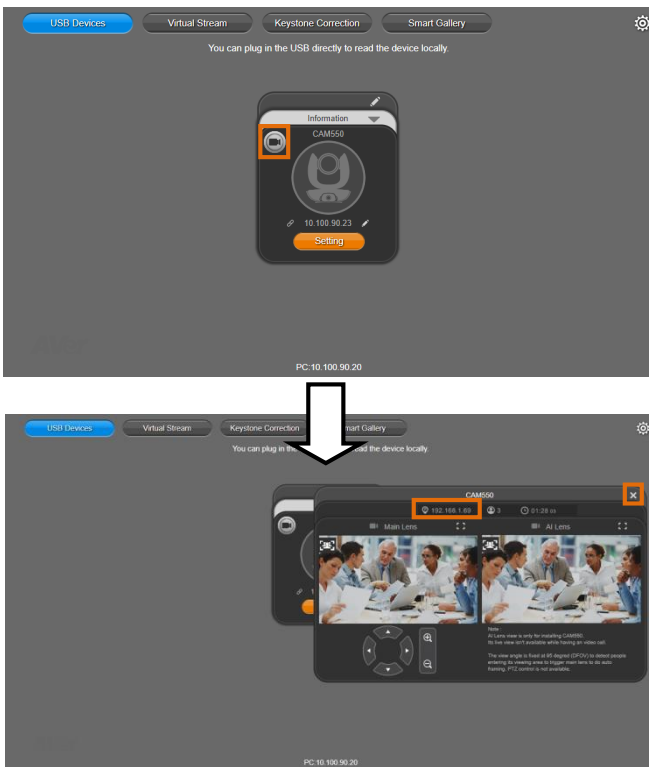 USB Devices Virtual Stream Keystone Correction Smart Gallery
You can plug in the USB directly to read the device locally.
Information
CAM550
10.100.90.23
Setting
PC:10.100.90.20
USB Devices Virtual Stream Keystone Correction mart Gallery
You can plug in th ad the device locally.
CAM550
192.168.1.89 3 01:28
Main Lens AI Lens
Note :
AI Lens view is only for installing CAM550.
Its live view isn't available while having an video call.
The view angle is fixed at 95 degree (DFOV) to detect people
entering its viewing area to trigger main lens to do auto
framing. PTZ control is not available.
PC:10.100.90.20